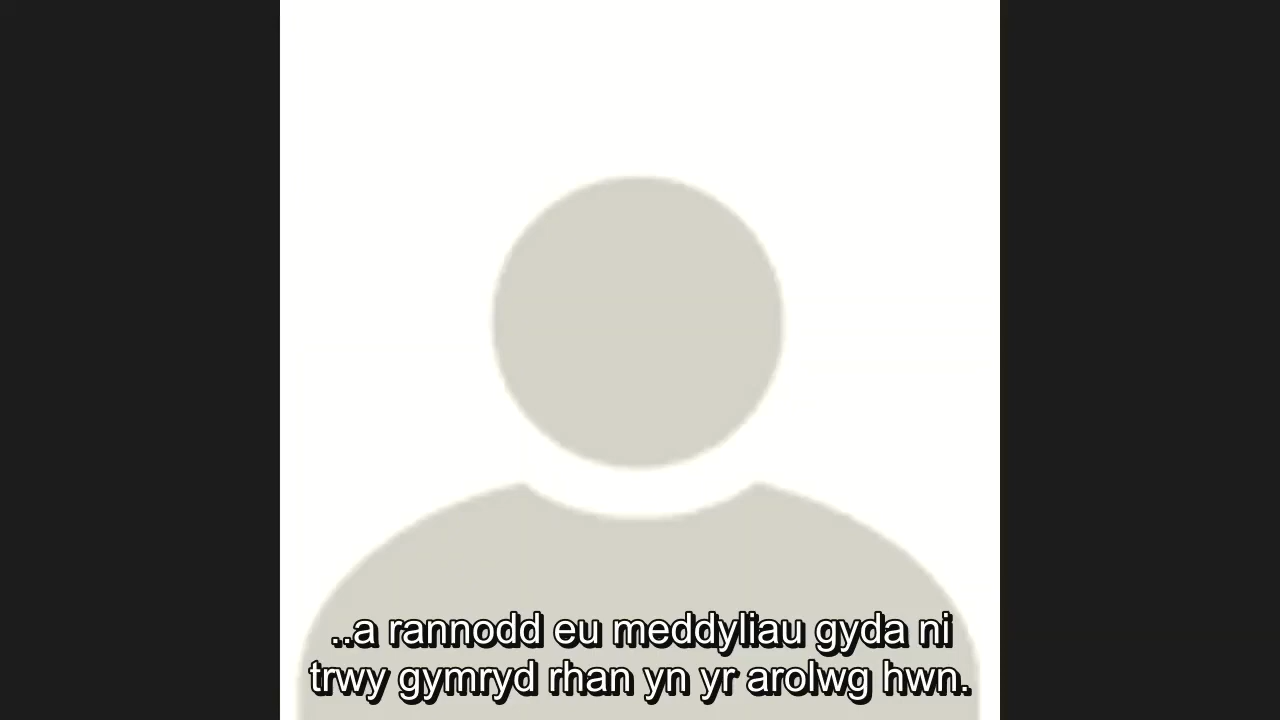 ..a rannodd eu meddyliau gyda ni
trwy gymryd rhan yn yr arolwg hwn.